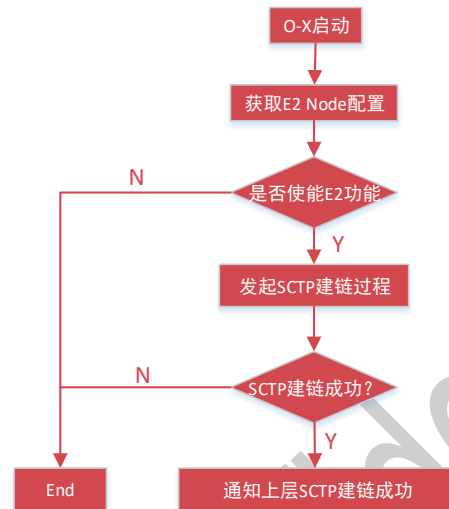 O-X启动
获取E2 Node配置
是否使能E2功能
N
Y
发起SCTP建链过程
SCTP建链成功?
N
Y
End
通知上层SCTP建链成功